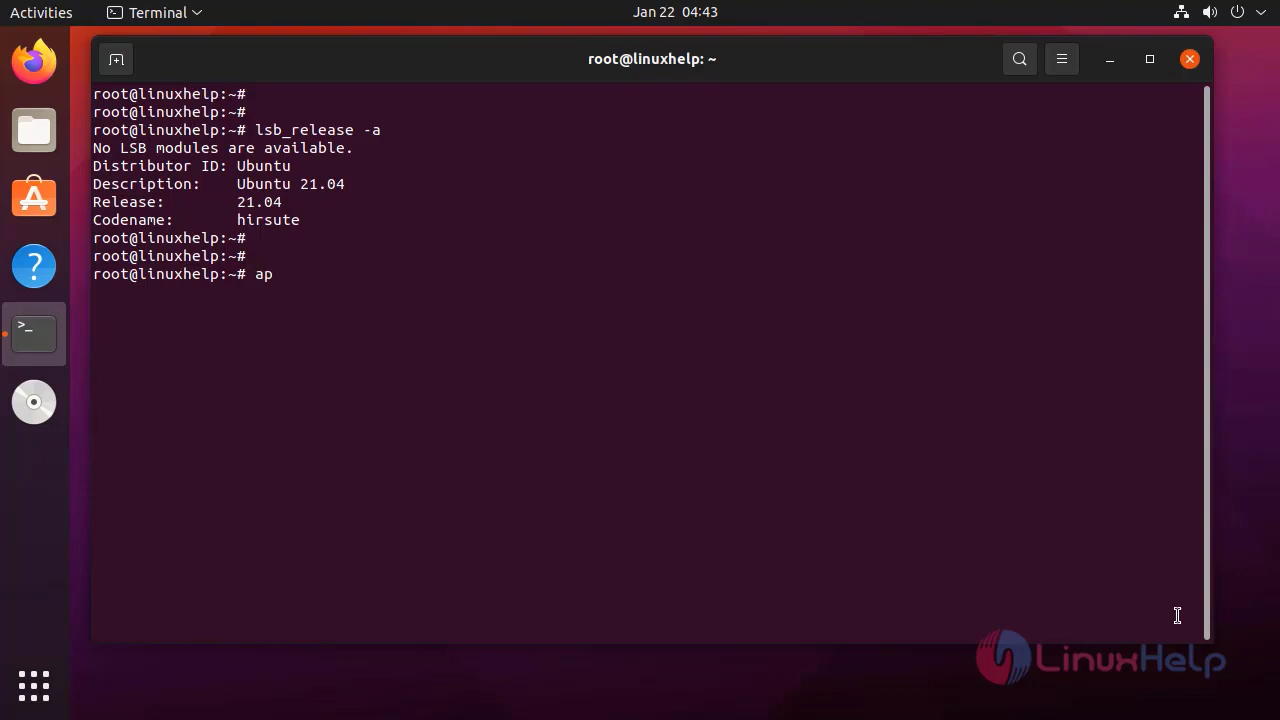 Activities
Terminal
Jan 22 04:43
root@linuxhelp: ~
root@linuxhelp:~#
root@linuxhelp:~#
root@linuxhelp:~# lsb_release -a
No LSB modules are available.
Distributor ID: Ubuntu
Description: Ubuntu 21.04
Release: 21.04
Codename: hirsute
root@linuxhelp:~#
root@linuxhelp:~#
root@linuxhelp:~# ap
>_
?
LinuxHelp